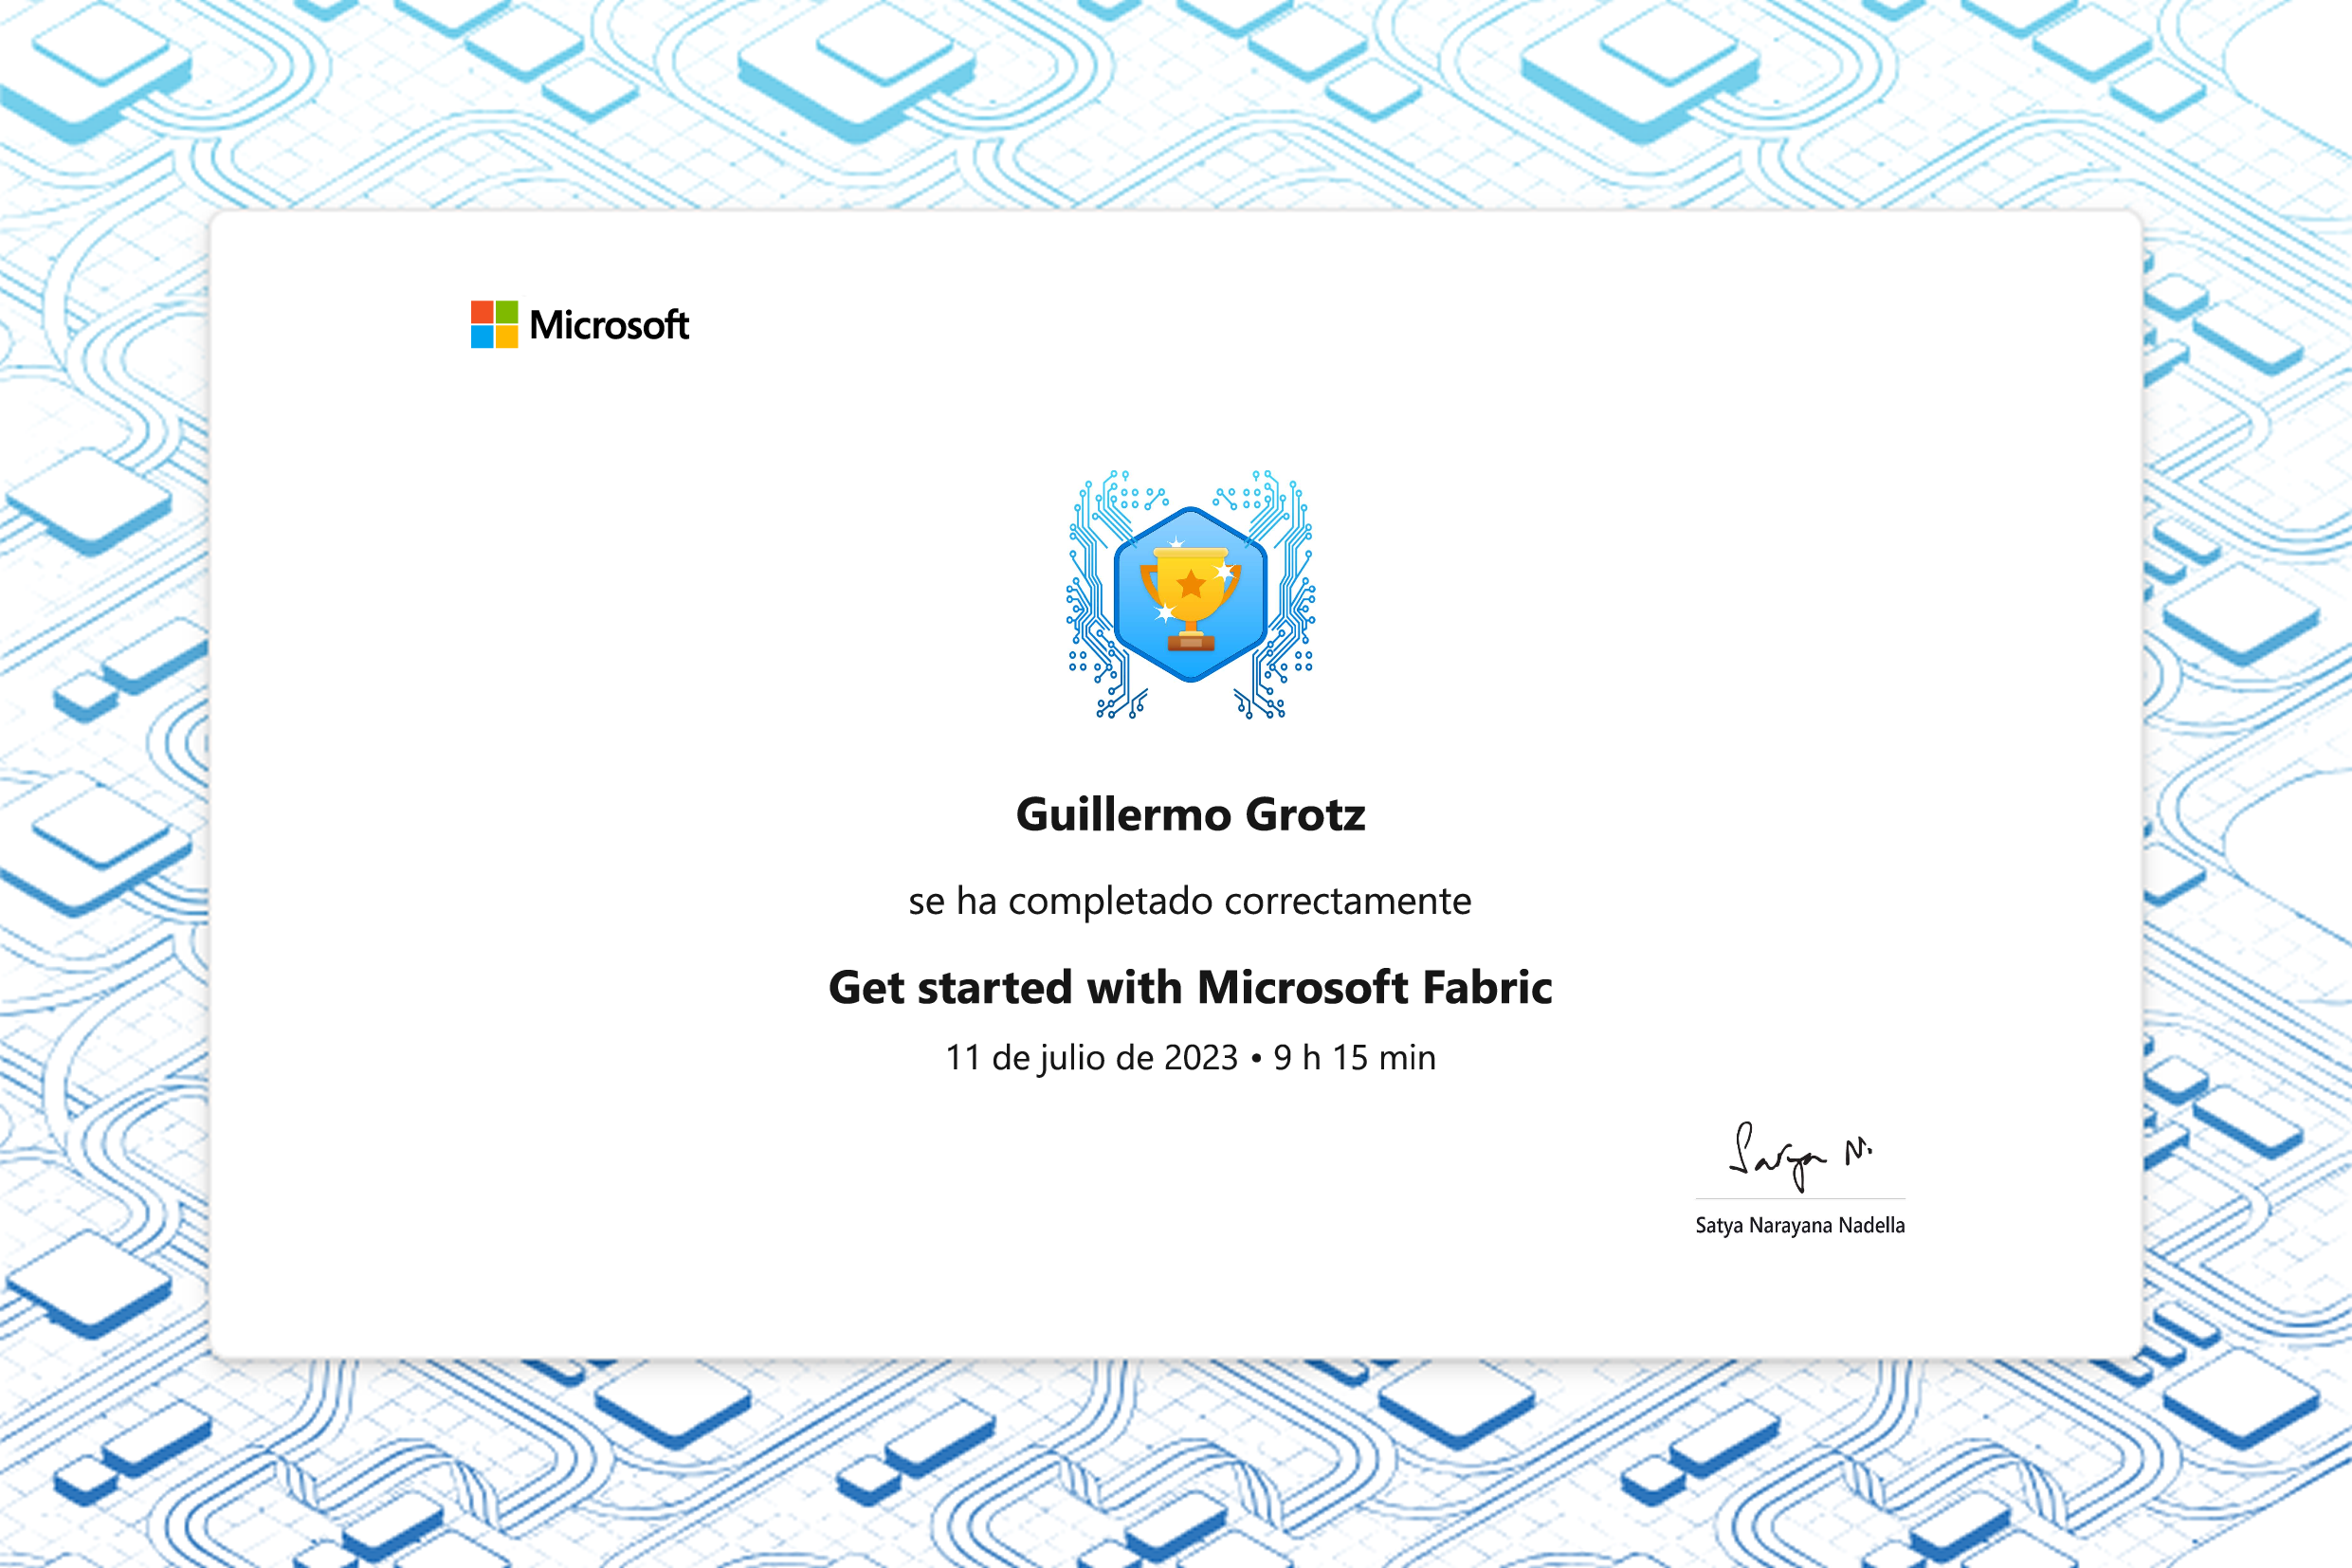 Microsoft
Guillermo Grotz
se ha completado correctamente
Get started with Microsoft Fabric
11 de julio de 2023 • 9 h 15 min
Satya N.
Satya Narayana Nadella